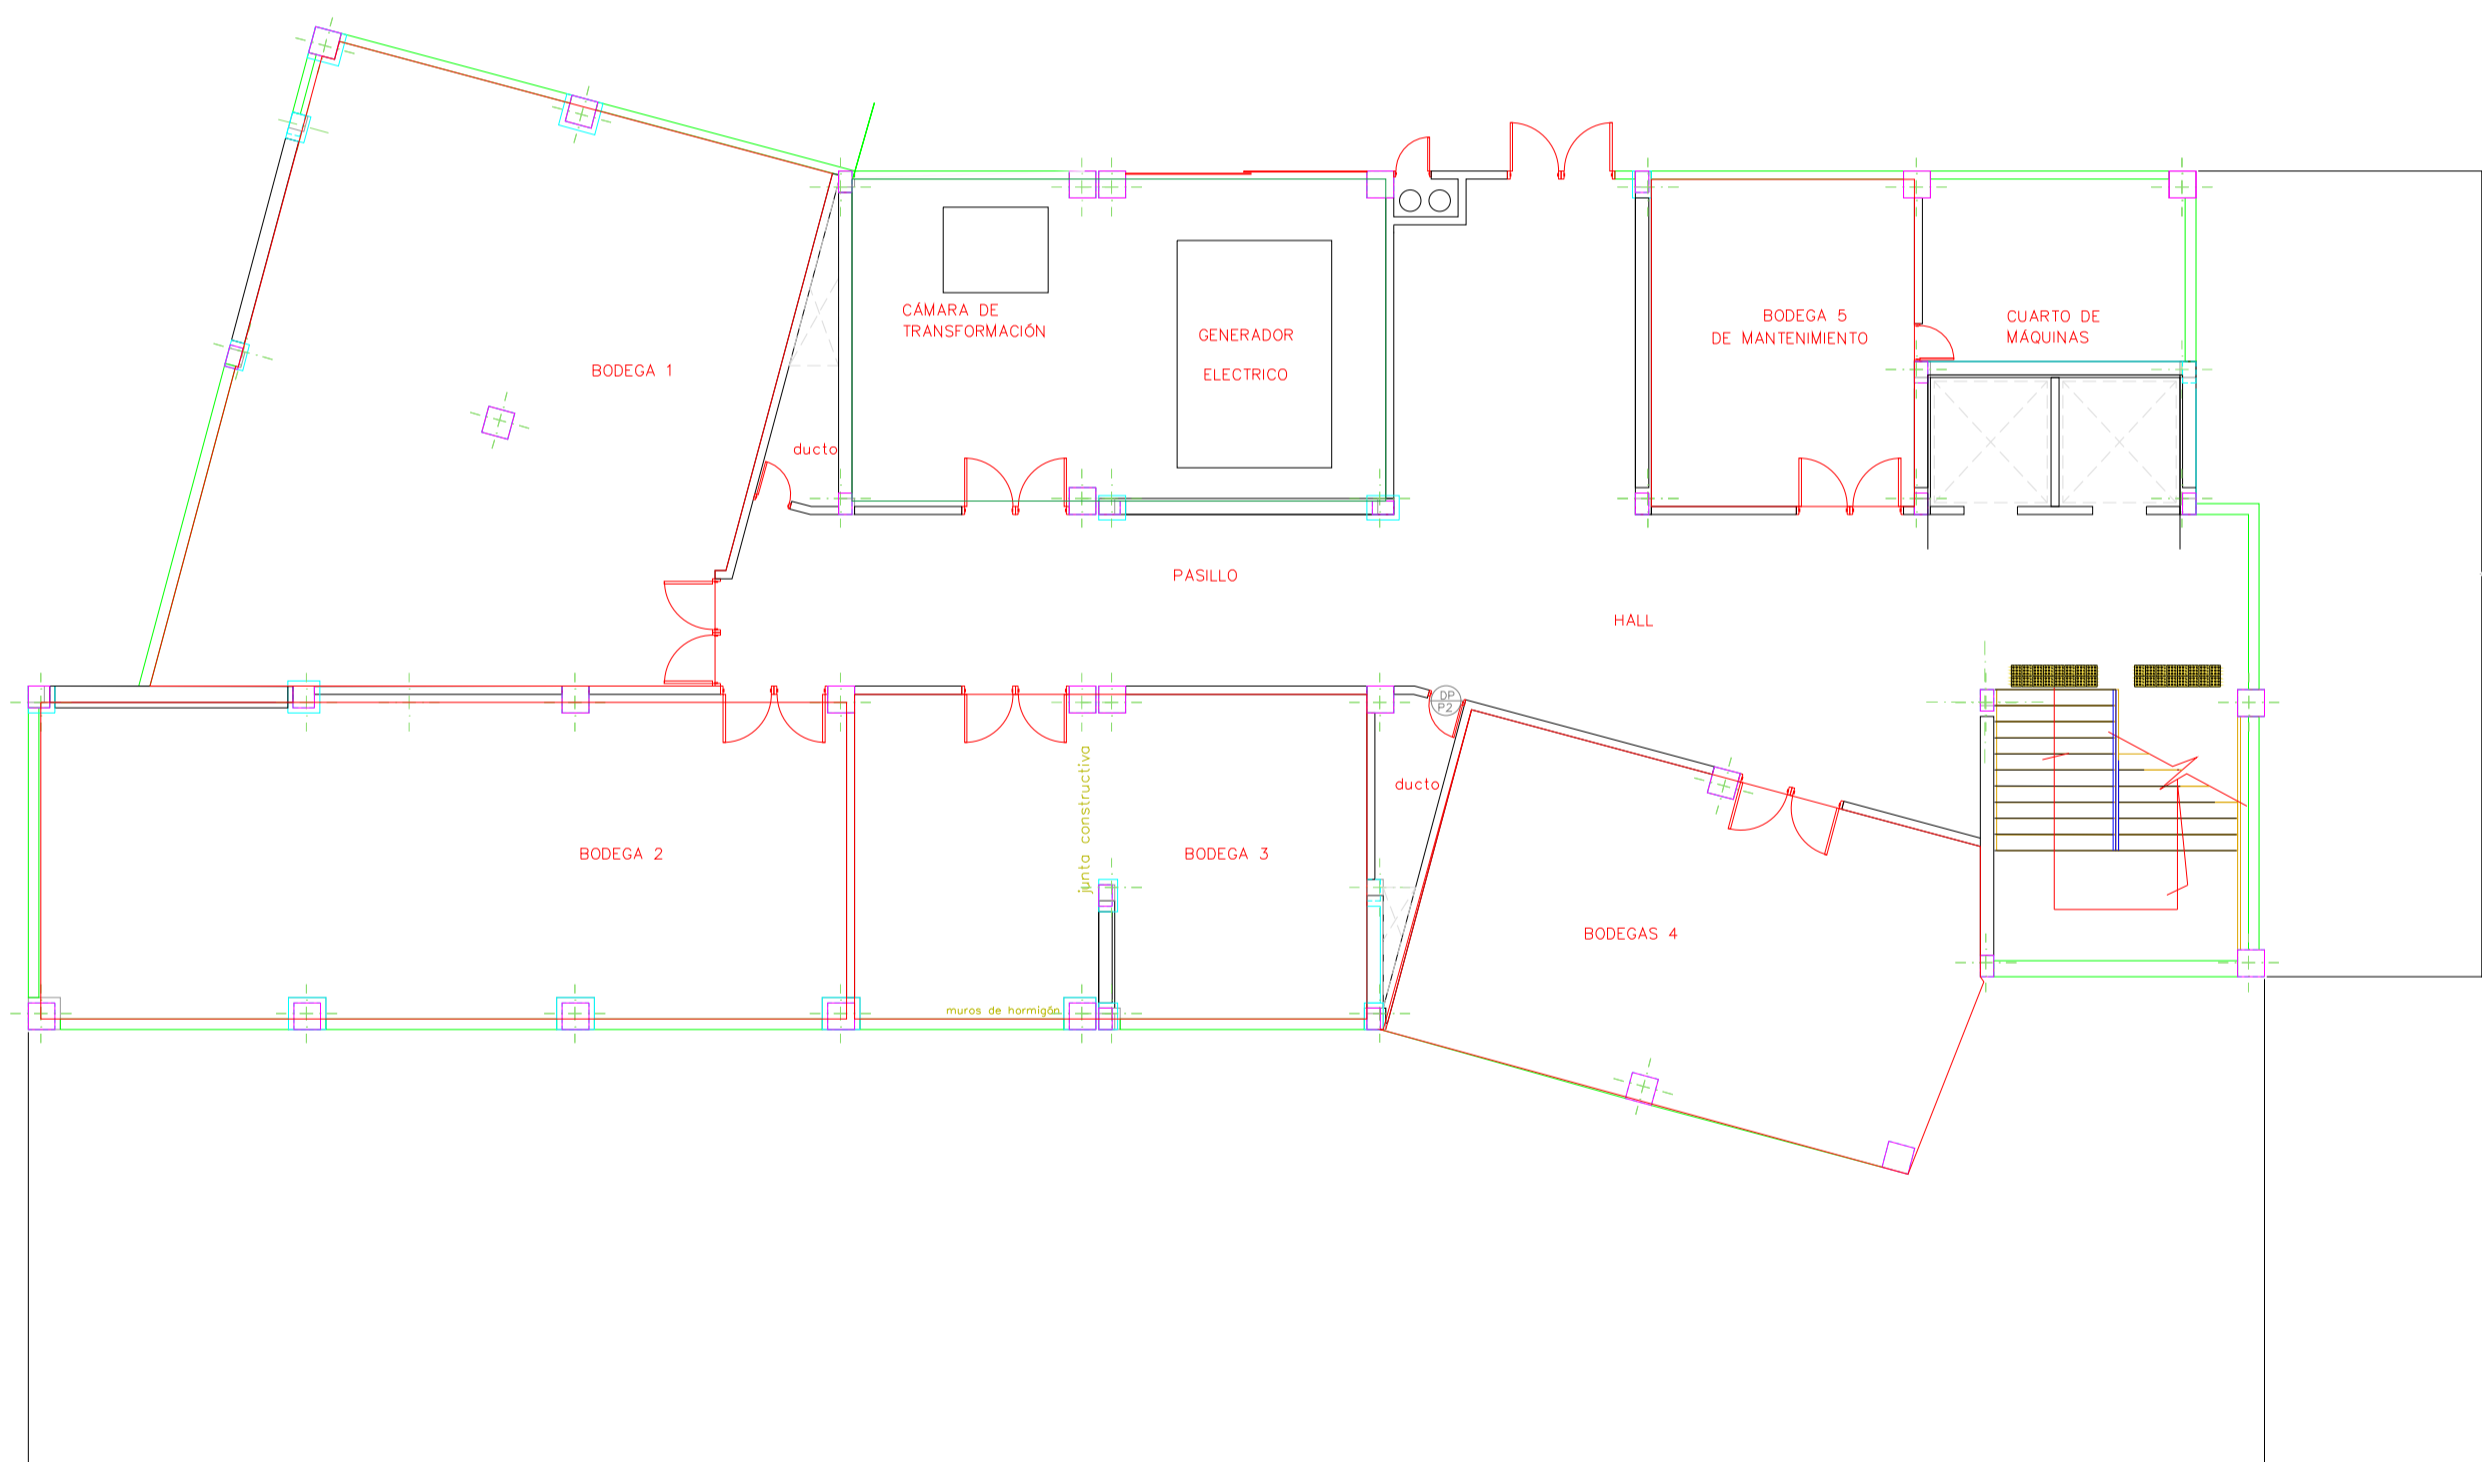 CÁMARA DE
TRANSFORMACIÓN
GENERADOR
ELECTRICO
BODEGA 5
DE MANTENIMIENTO
CUARTO DE
MÁQUINAS
BODEGA 1
ducto
PASILLO
HALL
DP
P2
ducto
junta constructiva
BODEGA 2
BODEGA 3
BODEGAS 4
muros de hormigón